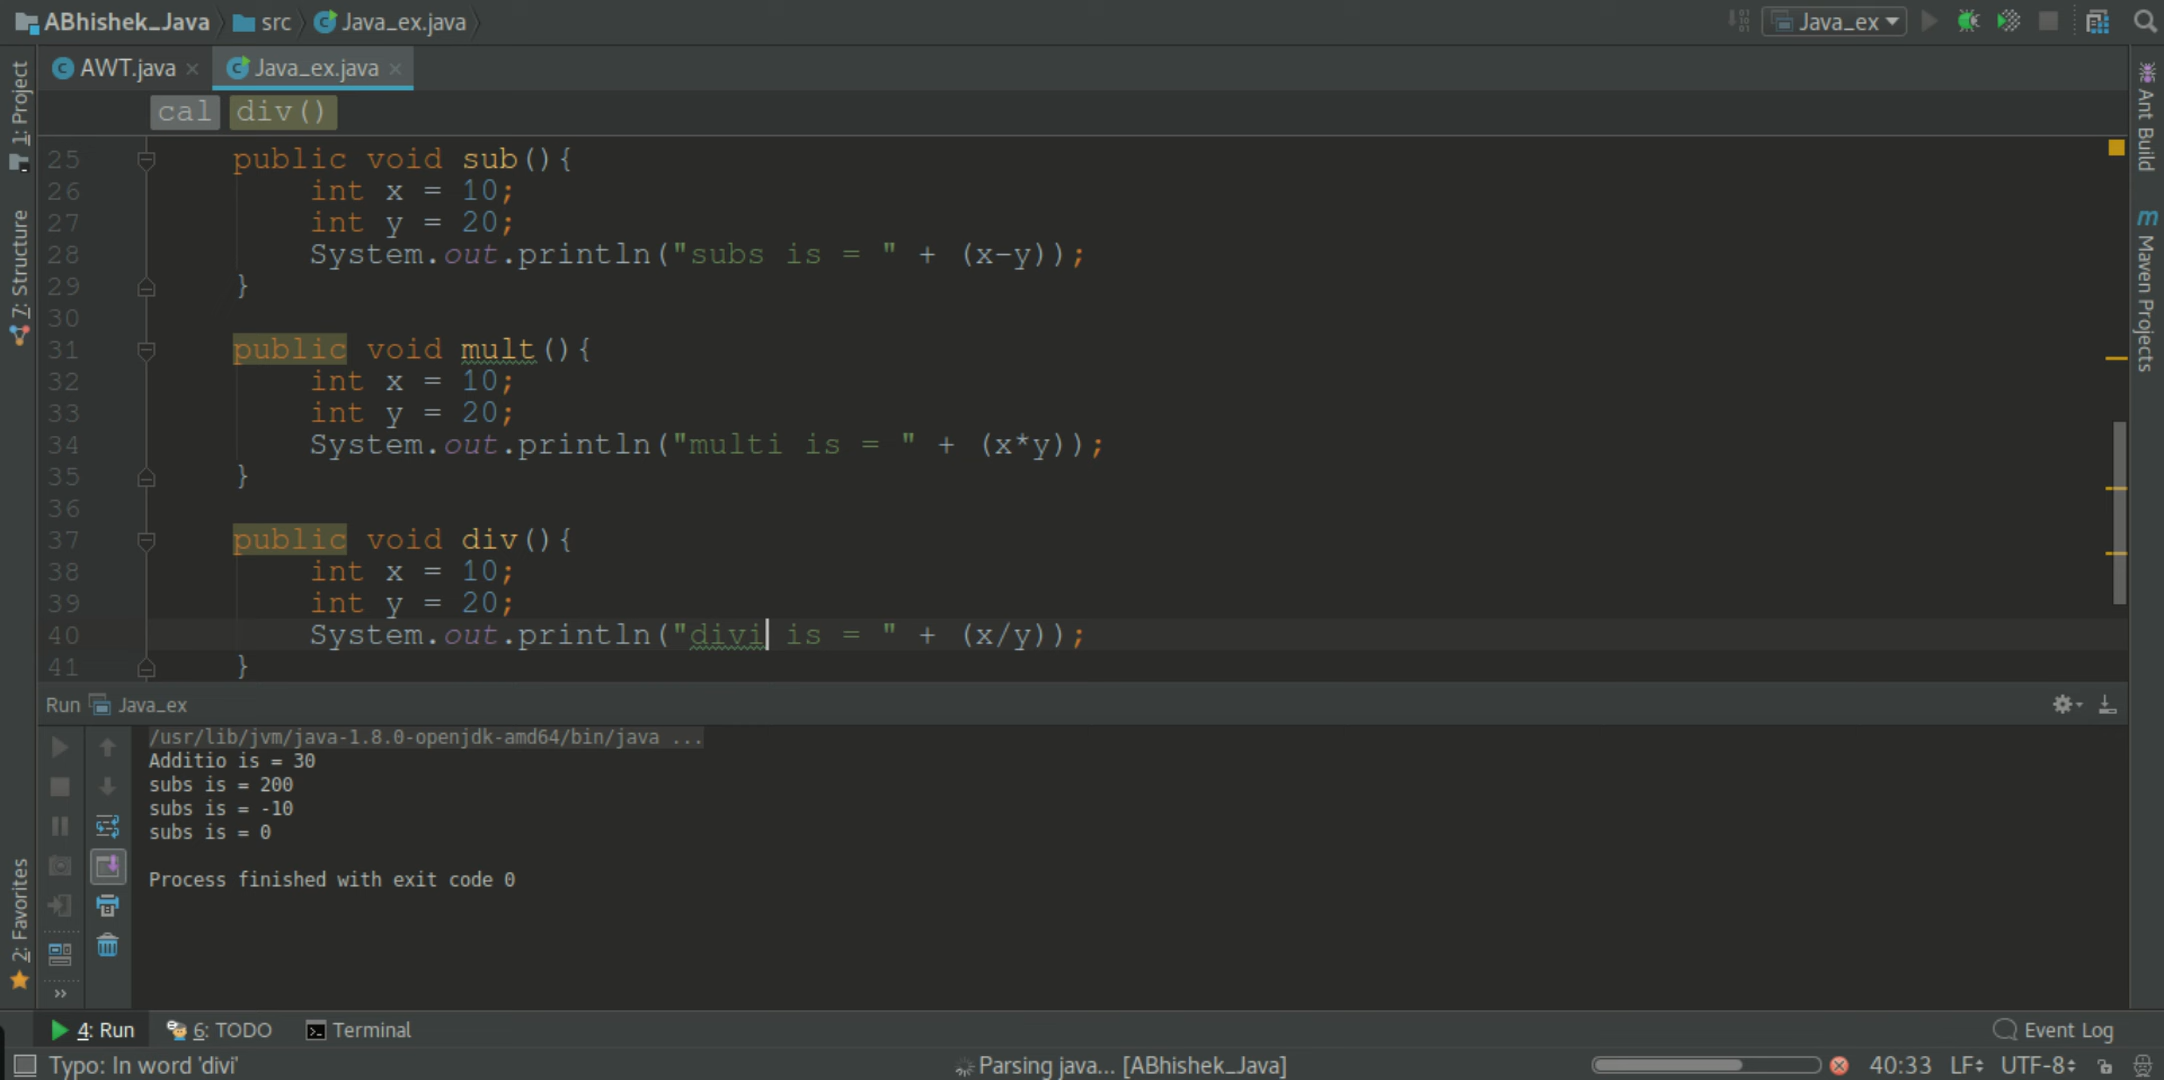 ABhishek_Java src Java_ex.java Java_ex
AWT.java Java_ex.java
cal div()
25 public void sub(){
26 int x = 10;
27 int y = 20;
28 System.out.println("subs is = " + (x-y));
29 }
30
31 public void mult(){
32 int x = 10;
33 int y = 20;
34 System.out.println("multi is = " + (x*y));
35 }
36
37 public void div(){
38 int x = 10;
39 int y = 20;
40 System.out.println("divi is = " + (x/y));
41 }
1: Project
7: Structure
2: Favorites
Ant Build
Maven Projects
Run Java_ex
/usr/lib/jvm/java-1.8.0-openjdk-amd64/bin/java ...
Additio is = 30
subs is = 200
subs is = -10
subs is = 0
Process finished with exit code 0
4: Run 6: TODO Terminal Event Log
Typo: In word 'divi' Parsing java... [ABhishek_Java] 40:33 LF UTF-8